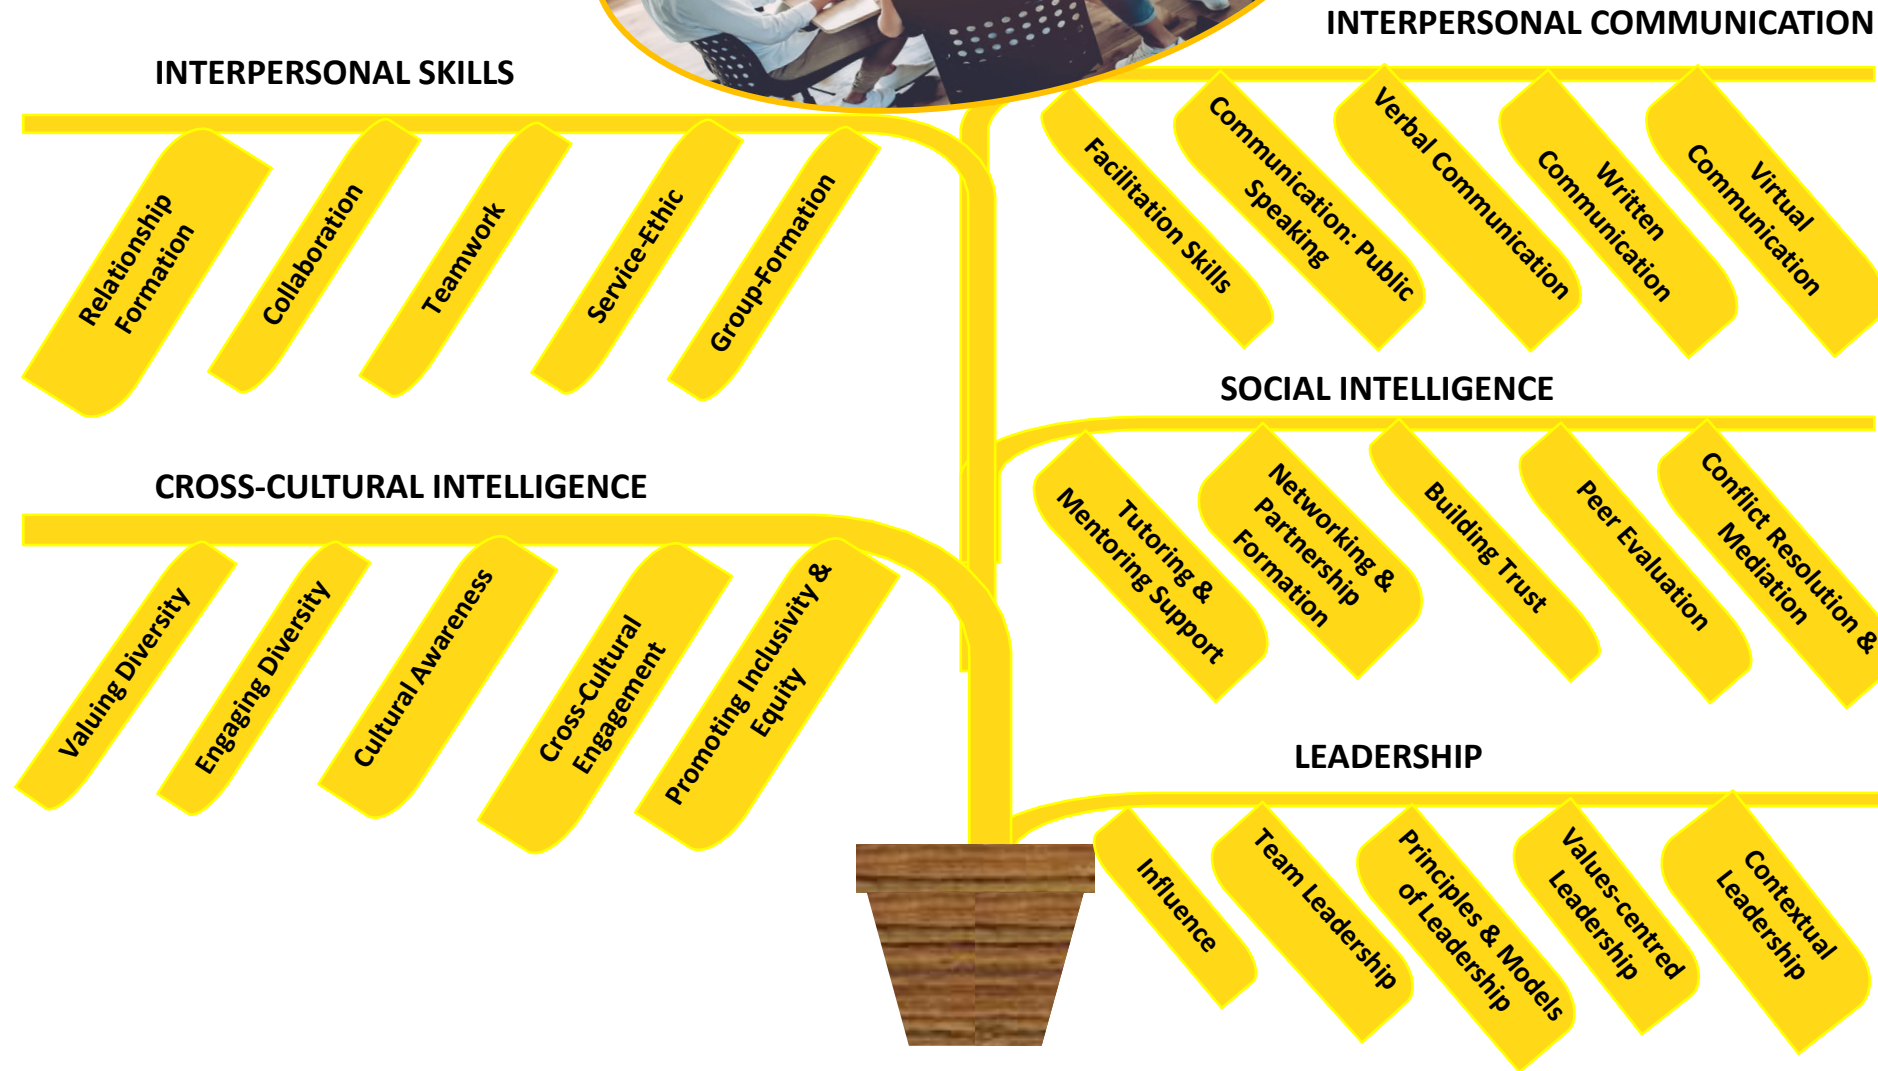 INTERPERSONAL COMMUNICATION
INTERPERSONAL SKILLS
Relationship
Formation
Collaboration
Teamwork
Service-Ethic
Group-Formation
Facilitation Skills
Communication: Public
Speaking
Verbal Communication
Written
Communication
Virtual
Communication
SOCIAL INTELLIGENCE
Tutoring &
Mentoring Support
Networking &
Partnership
Formation
Building Trust
Peer Evaluation
Conflict Resolution &
Mediation
CROSS-CULTURAL INTELLIGENCE
Valuing Diversity
Engaging Diversity
Cultural Awareness
Cross-Cultural
Engagement
Promoting Inclusivity &
Equity
LEADERSHIP
Influence
Team Leadership
Principles & Models
of Leadership
Values-centred
Leadership
Contextual
Leadership